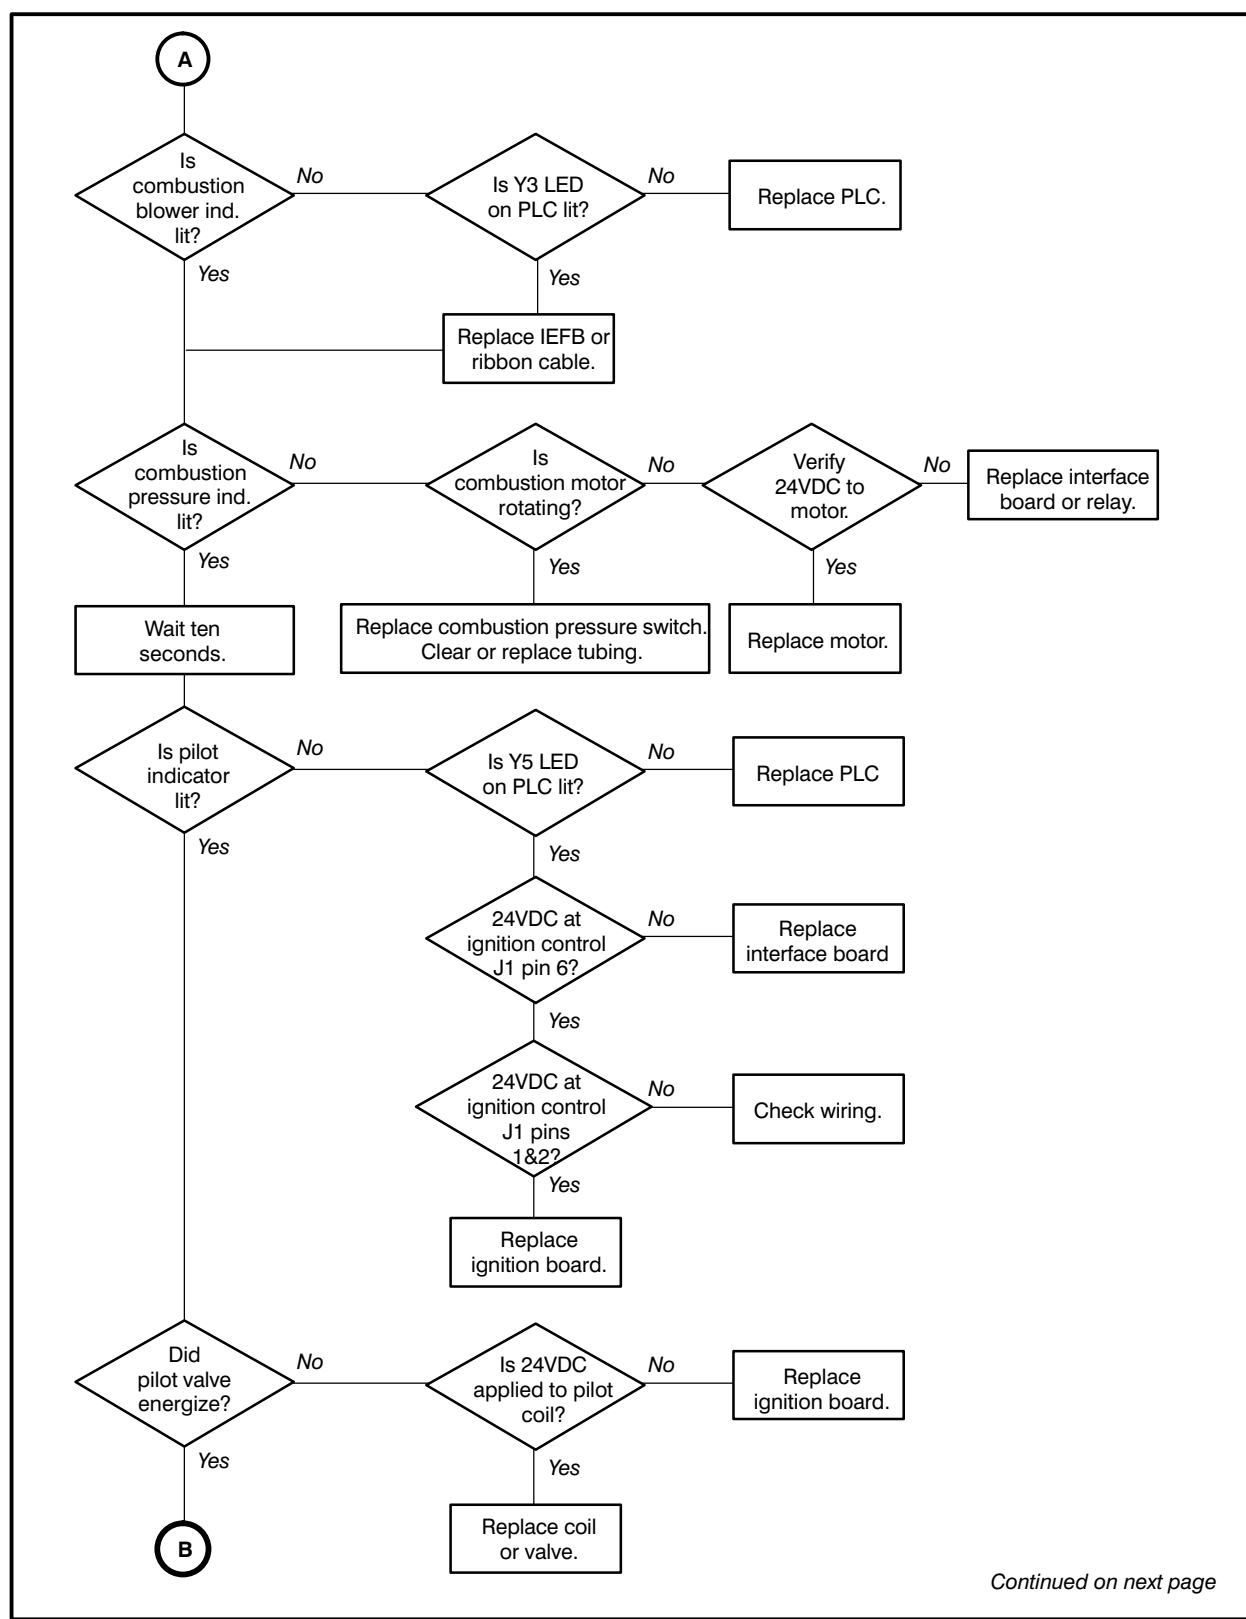 A
Is
combustion
blower ind.
lit?
No
Is Y3 LED
on PLC lit?
No
Replace PLC.
Yes
Yes
Replace IEFB or
ribbon cable.
Is
combustion
pressure ind.
lit?
No
Is
combustion motor
rotating?
No
Verify
24VDC to
motor.
No
Replace interface
board or relay.
Yes
Yes
Yes
Wait ten
seconds.
Replace combustion pressure switch.
Clear or replace tubing.
Replace motor.
Is pilot
indicator
lit?
No
Is Y5 LED
on PLC lit?
No
Replace PLC
Yes
Yes
24VDC at
ignition control
J1 pin 6?
No
Replace
interface board
Yes
24VDC at
ignition control
J1 pins
1&2?
No
Check wiring.
Yes
Replace
ignition board.
Did
pilot valve
energize?
No
Is 24VDC
applied to pilot
coil?
No
Replace
ignition board.
Yes
Yes
Replace coil
or valve.
B
Continued on next page